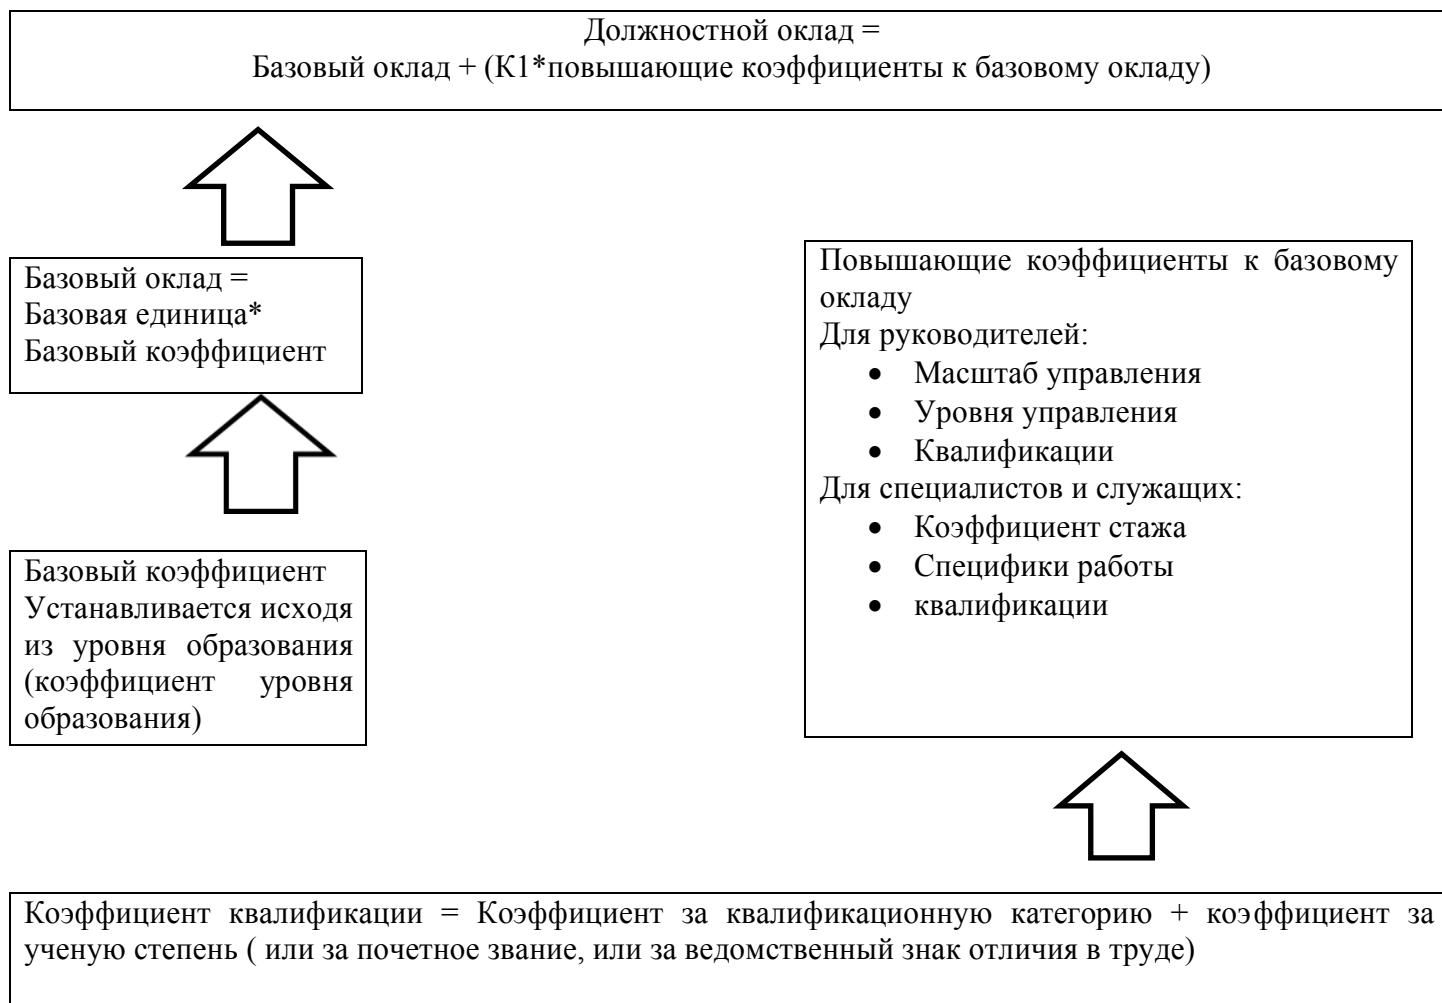 Должностной оклад =
Базовый оклад + (К1*повышающие коэффициенты к базовому окладу)
Базовый оклад =
Базовая единица*
Базовый коэффициент
Базовый коэффициент
Устанавливается исходя
из уровня образования
(коэффициент уровня
образования)
Повышающие коэффициенты к базовому
окладу
Для руководителей:
• Масштаб управления
• Уровня управления
• Квалификации
Для специалистов и служащих:
• Коэффициент стажа
• Специфики работы
• квалификации
Коэффициент квалификации = Коэффициент за квалификационную категорию + коэффициент за
ученую степень ( или за почетное звание, или за ведомственный знак отличия в труде)